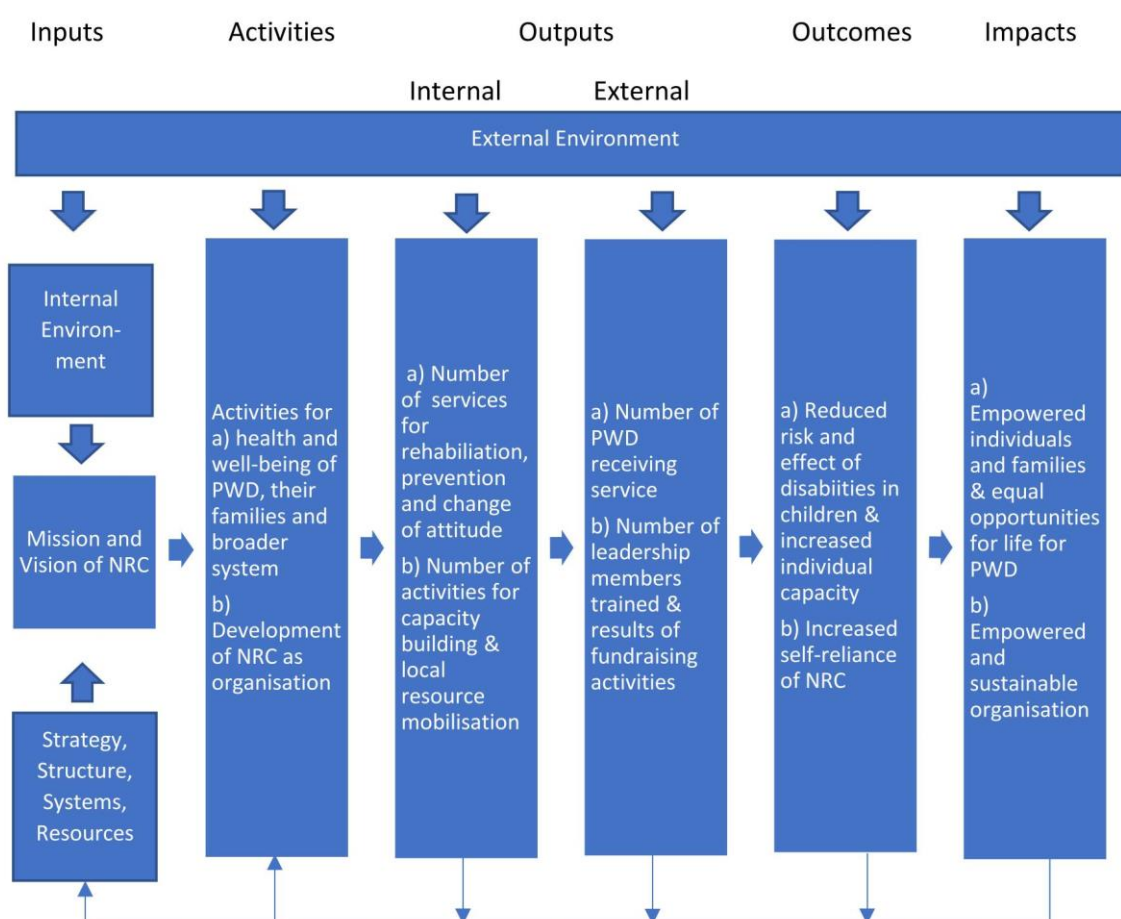 Inputs
Activities
Outputs
Outcomes
Impacts
Internal
External
External Environment
Internal
Environ-
ment
Mission and
Vision of NRC
Strategy,
Structure,
Systems,
Resources
Activities for
a) health and
well-being of
PWD, their
families and
broader
system
b)
Development
of NRC as
organisation
a) Number
of services
for
rehabiliation,
prevention
and change
of attitude
b) Number of
activities for
capacity
building &
local
resource
mobilisation
a) Number of
PWD
receiving
service
b) Number of
leadership
members
trained &
results of
fundraising
activities
a) Reduced
risk and
effect of
disabiities in
children &
increased
individual
capacity
b) Increased
self-reliance
of NRC
a)
Empowered
individuals
and families
& equal
opportunities
for life for
PWD
b)
Empowered
and
sustainable
organisation